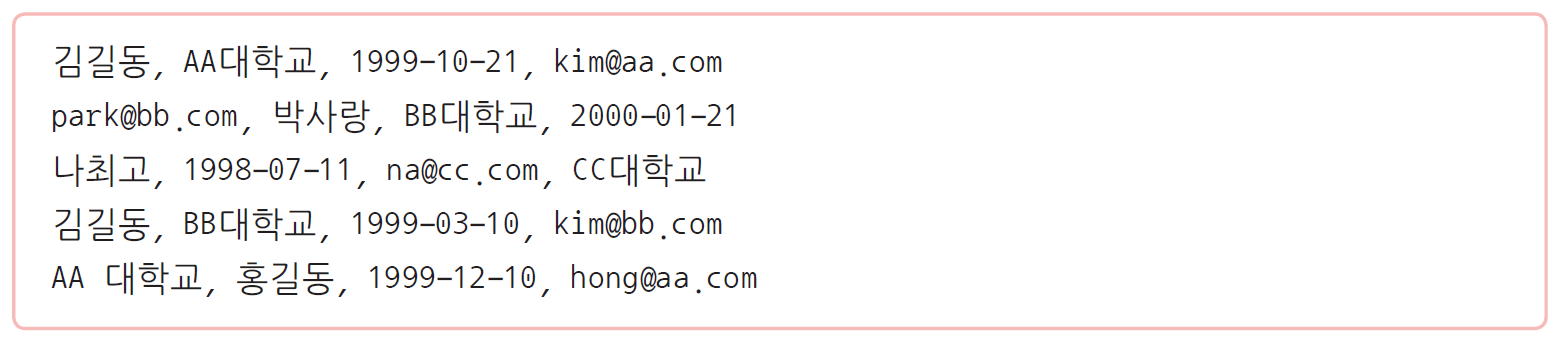 김길동, AA대학교, 1999-10-21, kim@aa.com
park@bb.com, 박사랑, BB대학교, 2000-01-21
나최고, 1998-07-11, na@cc.com, CC대학교
김길동, BB대학교, 1999-03-10, kim@bb.com
AA 대학교, 홍길동, 1999-12-10, hong@aa.com